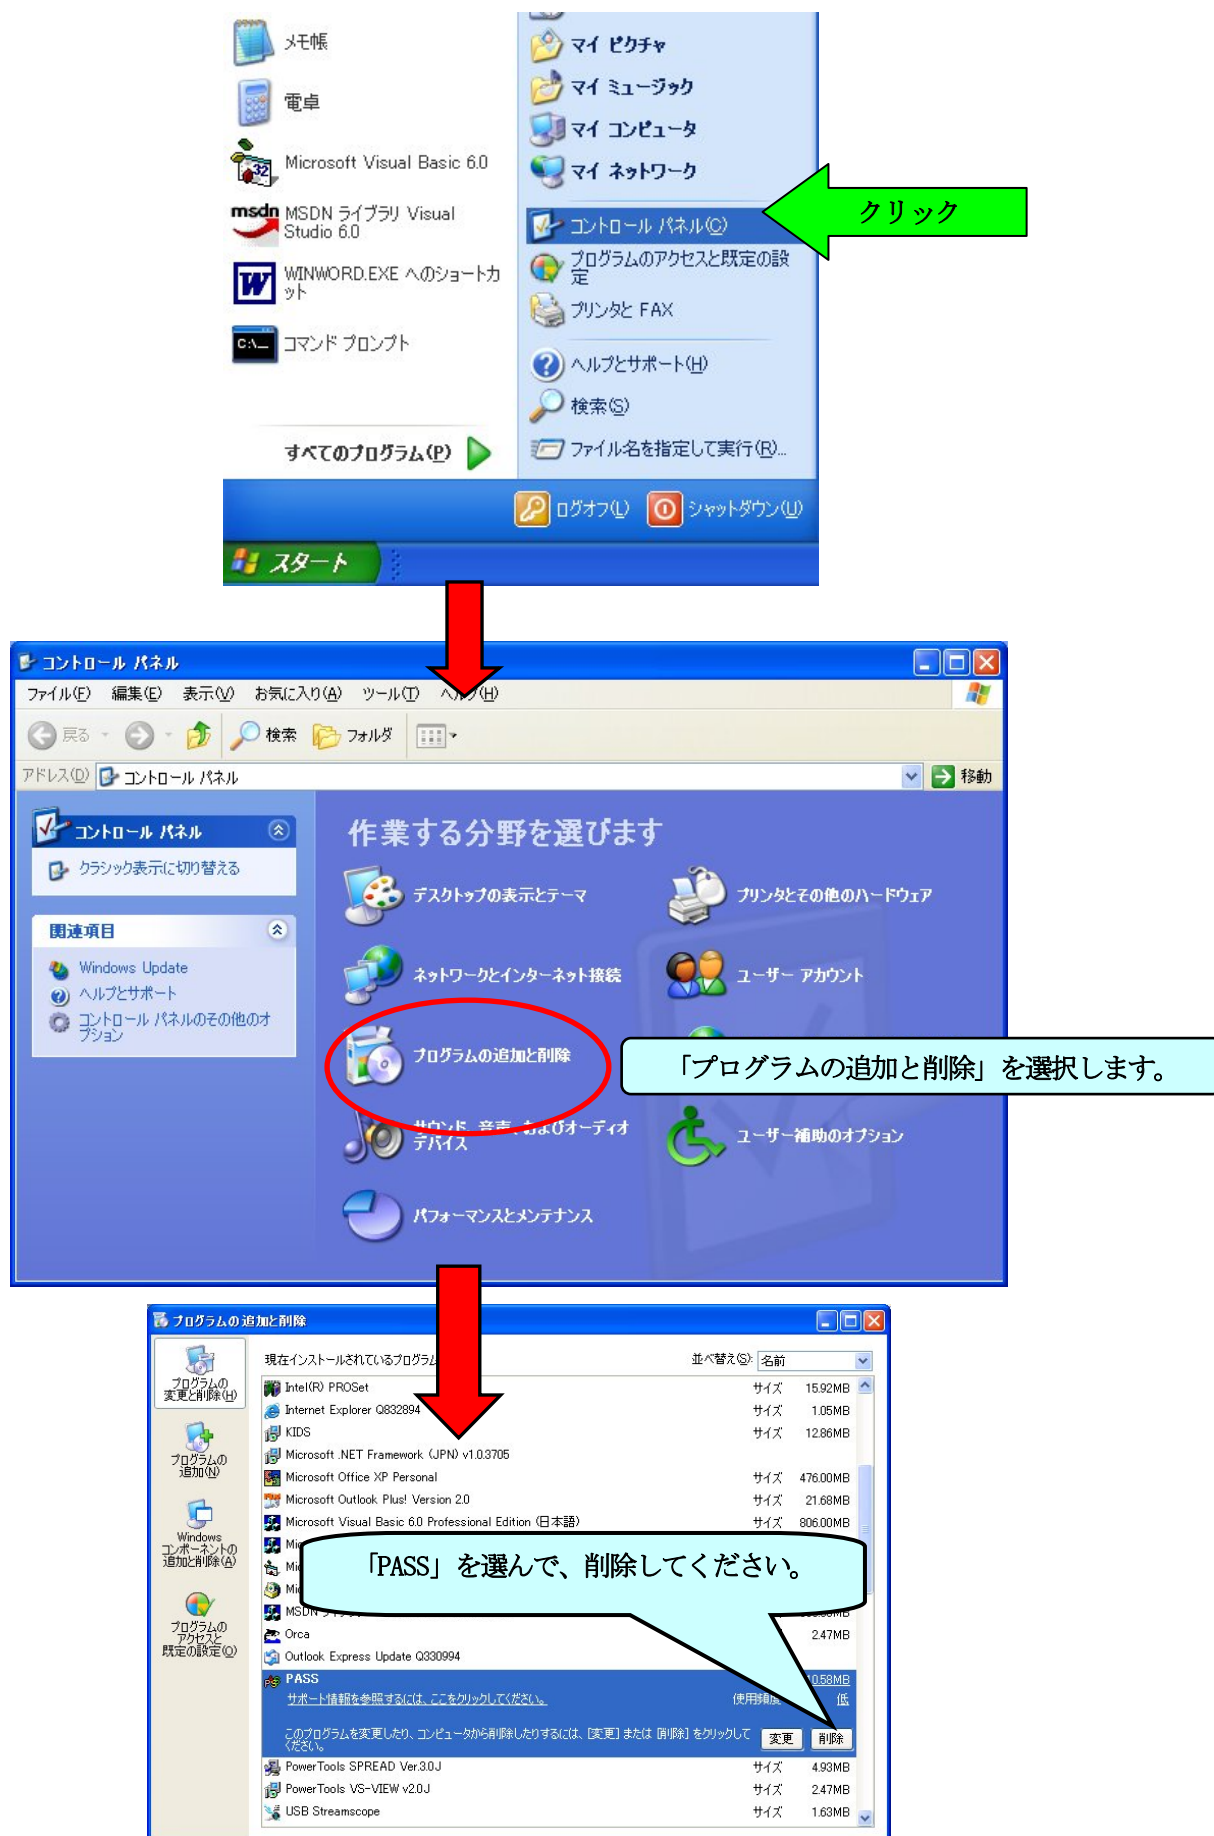 メモ帳
電卓
Microsoft Visual Basic 6.0
MSDN ライブラリ Visual
Studio 6.0
WINWORD.EXE へのショートカ
ット
コマンド プロンプト
すべてのプログラム(P)
マイ ピクチャ
マイ ミュージック
マイ コンピュータ
マイ ネットワーク
コントロール パネル(C)
クリック
プログラムのアクセスと既定の設
定
プリンタと FAX
ヘルプとサポート(H)
検索(S)
ファイル名を指定して実行(R)...
ログオフ(L) シャットダウン(U)
スタート
コントロール パネル
ファイル(F) 編集(E) 表示(V) お気に入り(A) ツール(T) ヘルプ(H)
戻る 検索 フォルダ
アドレス(D) コントロール パネル 移動
コントロール パネル
クラシック表示に切り替える
関連項目
Windows Update
ヘルプとサポート
コントロール パネルのその他のオ
プション
作業する分野を選びます
デスクトップの表示とテーマ
プリンタとその他のハードウェア
ネットワークとインターネット接続
ユーザー アカウント
プログラムの追加と削除
「プログラムの追加と削除」を選択します。
サウンド、音声、およびオーディオ
デバイス
ユーザー補助のオプション
パフォーマンスとメンテナンス
プログラムの追加と削除
プログラムの
変更と削除(H)
プログラムの
追加(N)
Windows
コンポーネントの
追加と削除(A)
プログラムの
アクセスと
既定の設定(O)
現在インストールされているプログラム
並べ替え(S): 名前
Intel(R) PROSet サイズ 15.92MB
Internet Explorer Q832894 サイズ 1.05MB
KIDS サイズ 12.86MB
Microsoft .NET Framework (JPN) v1.0.3705
Microsoft Office XP Personal サイズ 476.00MB
Microsoft Outlook Plus! Version 2.0 サイズ 21.68MB
Microsoft Visual Basic 6.0 Professional Edition (日本語) サイズ 806.00MB
「PASS」を選んで、削除してください。
MSDN
Orca 2.47MB
Outlook Express Update Q330994
PASS 10.58MB
サポート情報を参照するには、ここをクリックしてください。 使用頻度 低
このプログラムを変更したり、コンピュータから削除したりするには、[変更] または [削除] をクリックして
ください。
変更 削除
PowerTools SPREAD Ver.3.0J サイズ 4.93MB
PowerTools VS-VIEW v2.0J サイズ 2.47MB
USB Streamscope サイズ 1.63MB